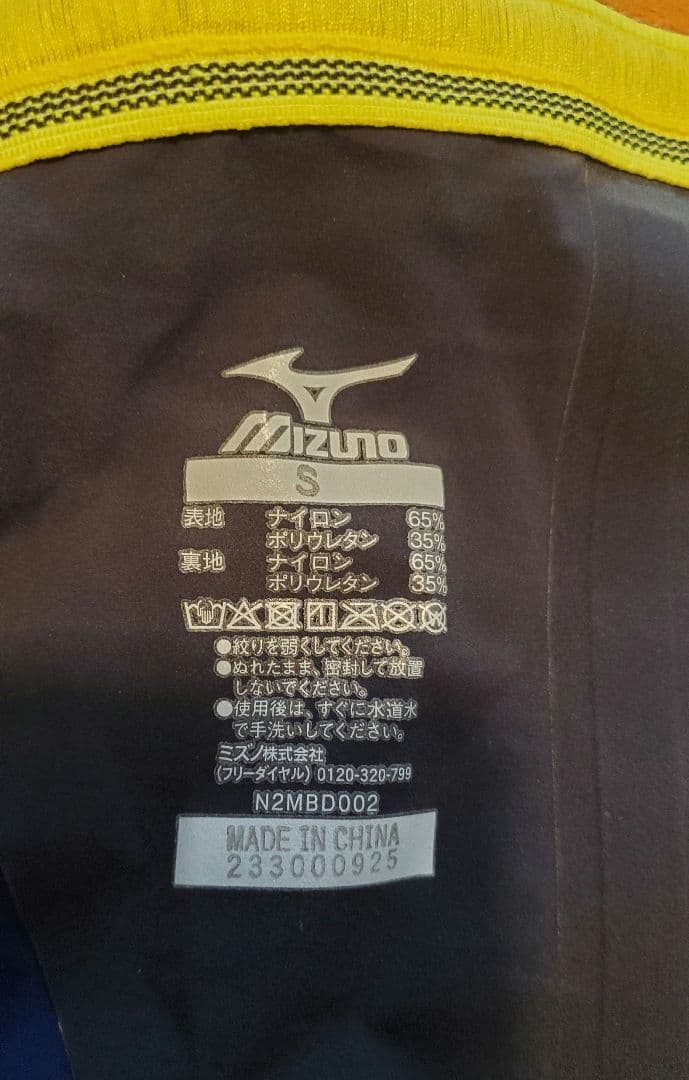 MIZUNO
S
表地 ナイロン 65%
ポリウレタン 35%
裏地 ナイロン 65%
ポリウレタン 35%
●絞りを弱くしてください。
●ぬれたまま、密封して放置
しないでください。
●使用後は、すぐに水道水
で手洗いしてください。
ミズノ株式会社
(フリーダイヤル) 0120-320-799
N2MBD002
MADE IN CHINA
233000925